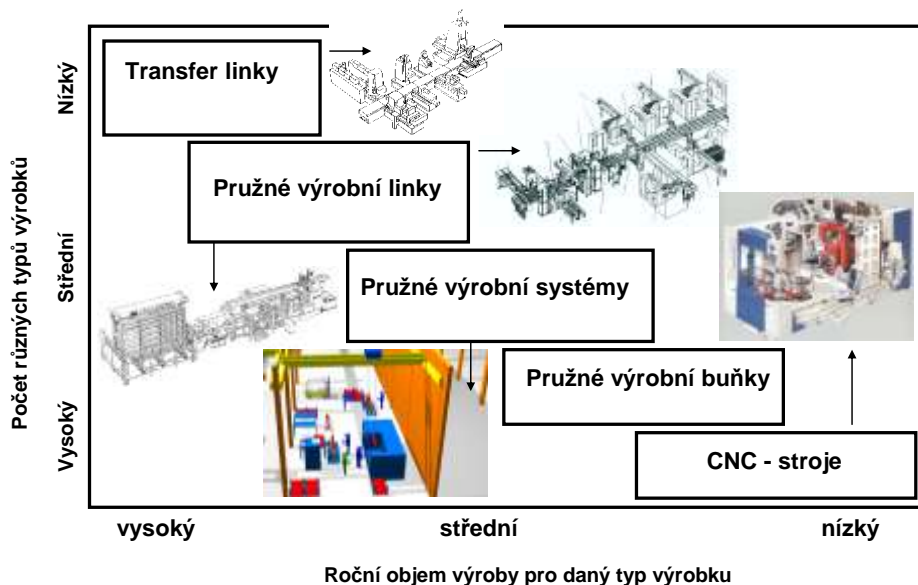 Transfer linky
Pružné výrobní linky
Pružné výrobní systémy
Pružné výrobní buňky
CNC - stroje
Počet různých typů výrobků
Nízký
Střední
Vysoký
vysoký
střední
nízký
Roční objem výroby pro daný typ výrobku